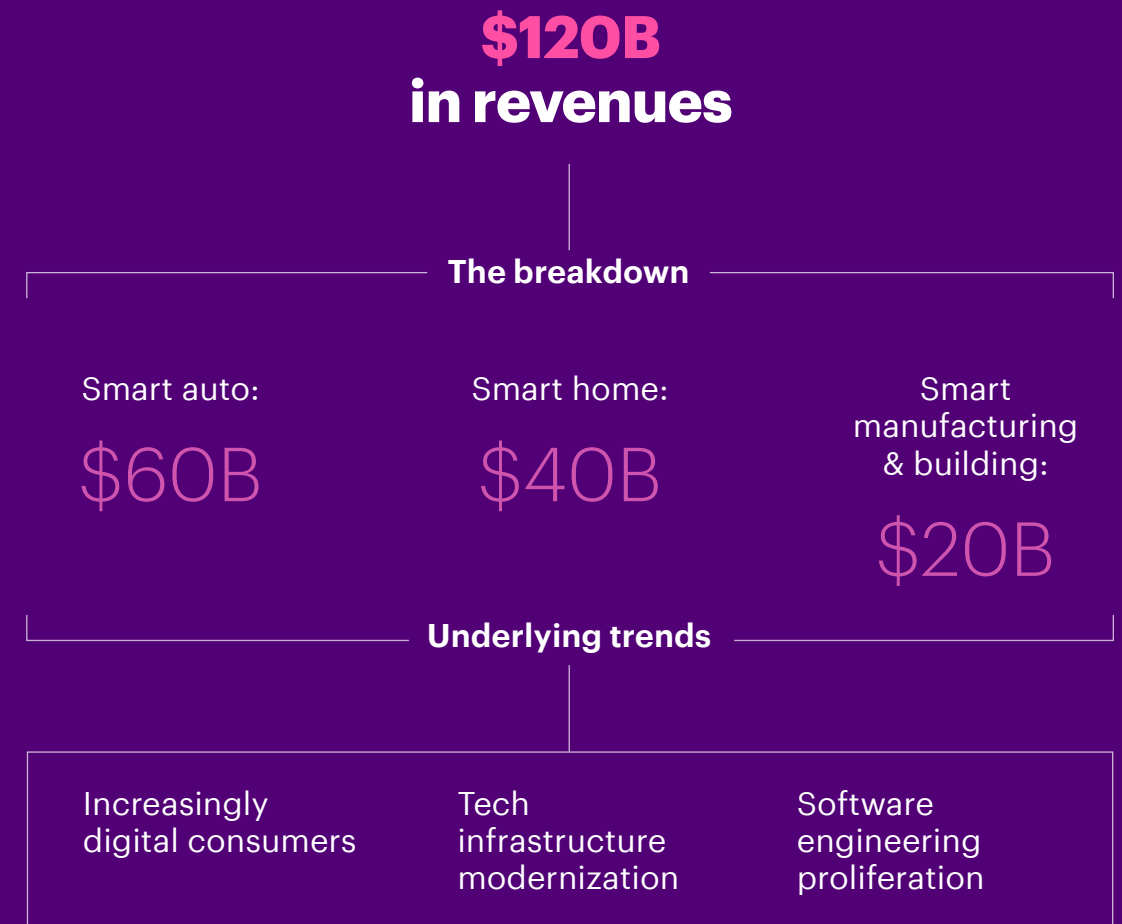 $120B
in revenues
The breakdown
Smart auto:
$60B
Smart home:
$40B
Smart
manufacturing
& building:
$20B
Underlying trends
Increasingly
digital consumers
Tech
infrastructure
modernization
Software
engineering
proliferation